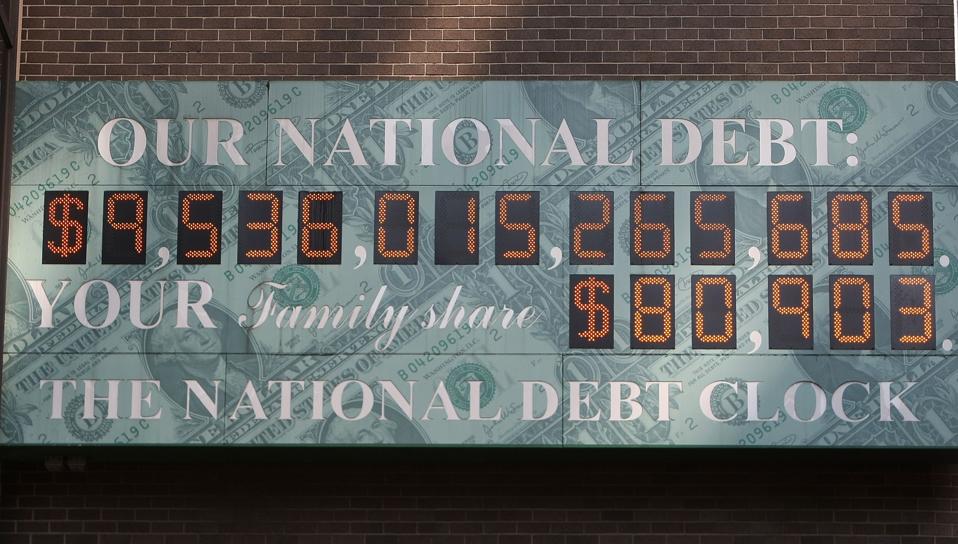 OUR NATIONAL DEBT:
$9,536,015,265,685.
YOUR Family share $80,903.
THE NATIONAL DEBT CLOCK